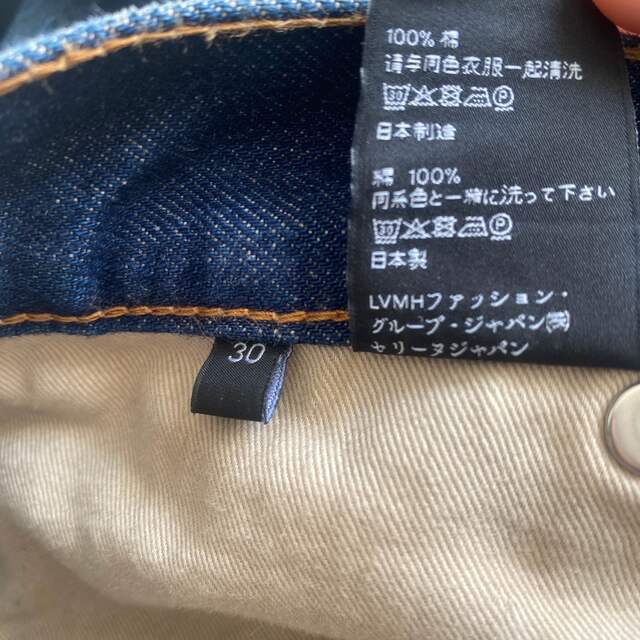 100% 棉
请与同色衣服一起清洗
30 P
日本制造
綿 100%
同系色と一緒に洗って下さい
30 P
日本製
LVMHファッション・
グループ・ジャパン㈱
セリーヌジャパン
30